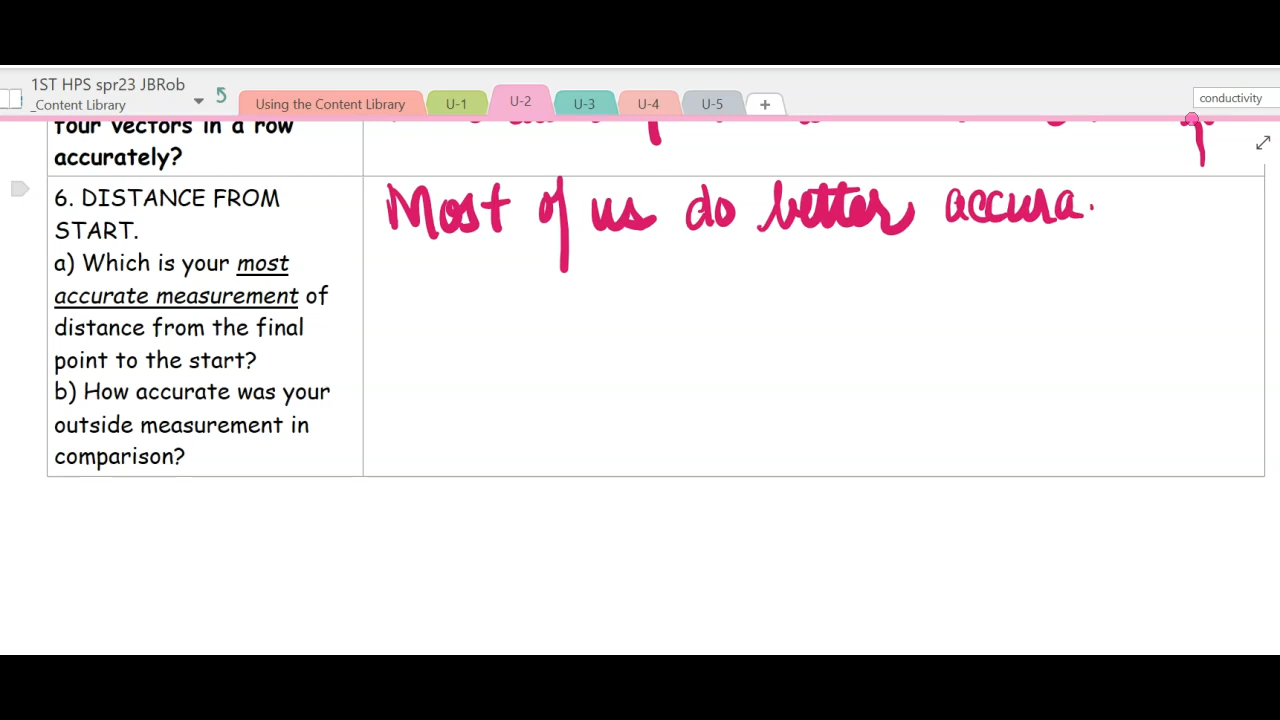 1ST HPS spr23 JBRob
_Content Library
Using the Content Library
U-1
U-2
U-3
U-4
U-5
conductivity
four vectors in a row
accurately?
6. DISTANCE FROM
START.
a) Which is your most
accurate measurement of
distance from the final
point to the start?
b) How accurate was your
outside measurement in
comparison?
Most of us do better accura.